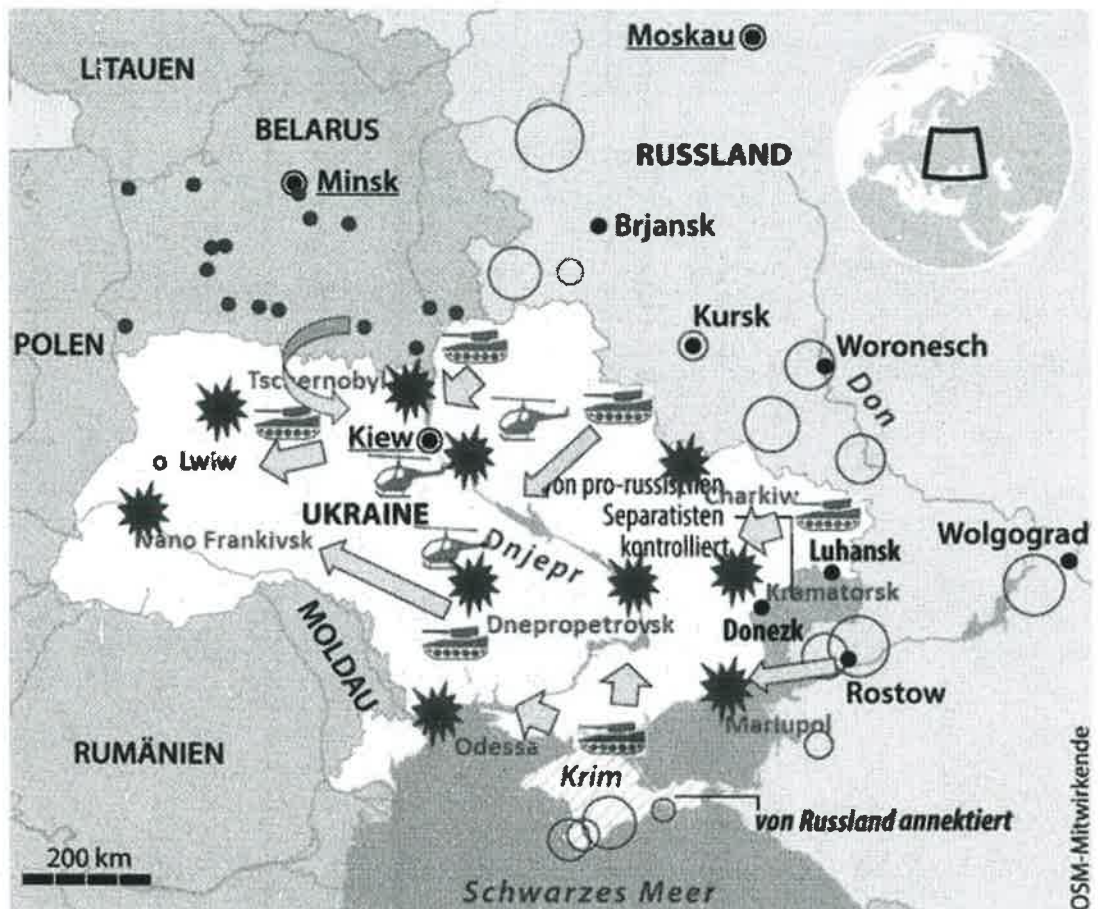 Moskau
LITAUEN
BELARUS
RUSSLAND
Minsk
Brjansk
POLEN
Kursk
Woronesch
Don
Tschernobyl
Kiew
o Lwiw
von pro-russischen
Charkiw
Separatisten
kontrolliert
UKRAINE
Nano Frankivsk
Dnjepr
Luhansk
Wolgograd
Kramatorsk
Dnepropetrovsk
Donezk
MOLDAU
Rostow
Mariupol
RUMÄNIEN
Odessa
Krim
von Russland annektiert
200 km
Schwarzes Meer
OSM-Mitwirkende